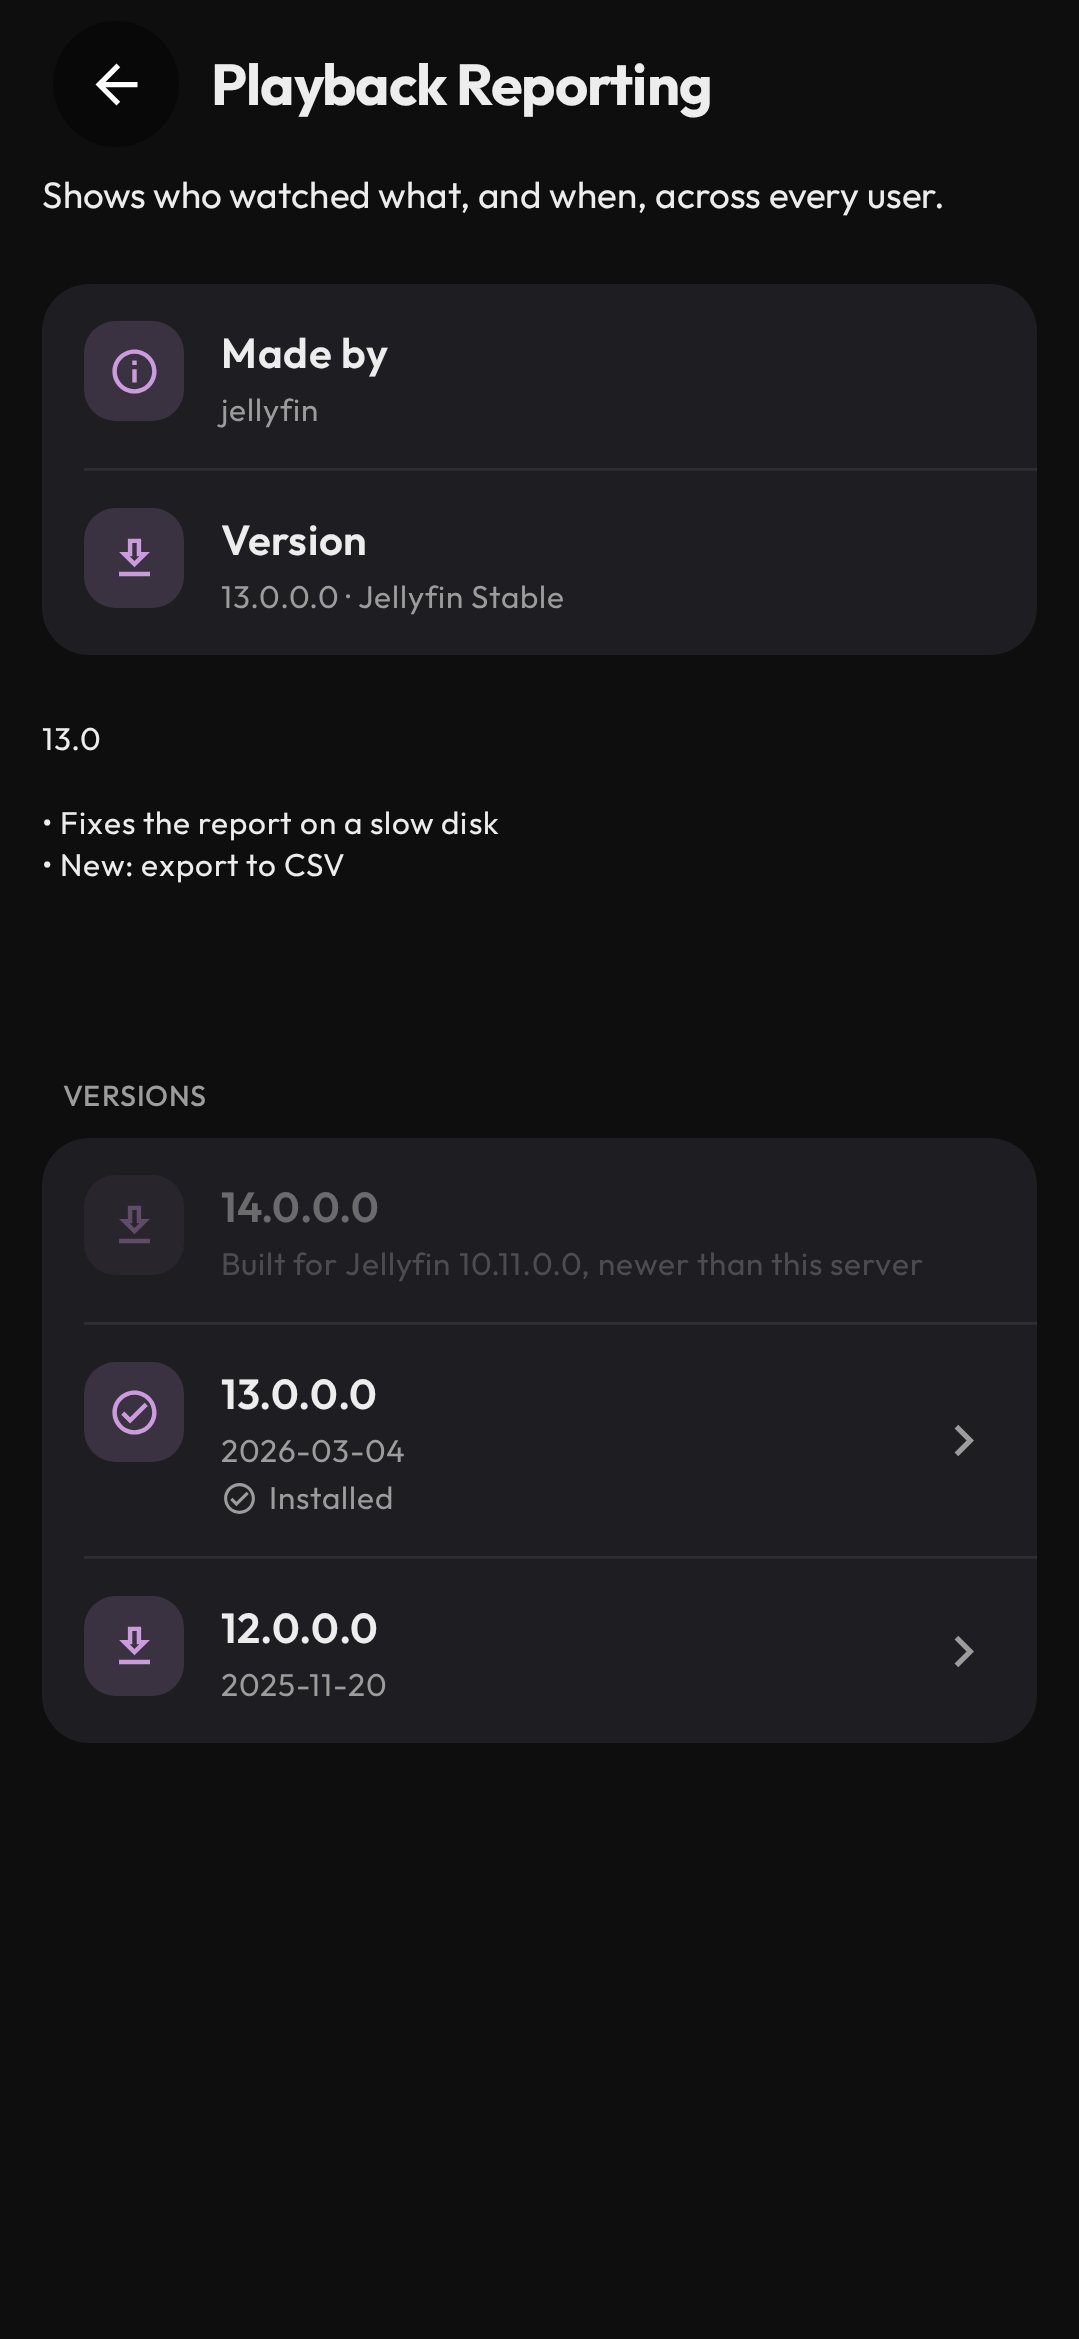 Playback Reporting
Shows who watched what, and when, across every user.
Made by
jellyfin
Version
13.0.0.0 · Jellyfin Stable
13.0
• Fixes the report on a slow disk
• New: export to CSV
VERSIONS
14.0.0.0
Built for Jellyfin 10.11.0.0, newer than this server
13.0.0.0
2026-03-04
Installed
12.0.0.0
2025-11-20